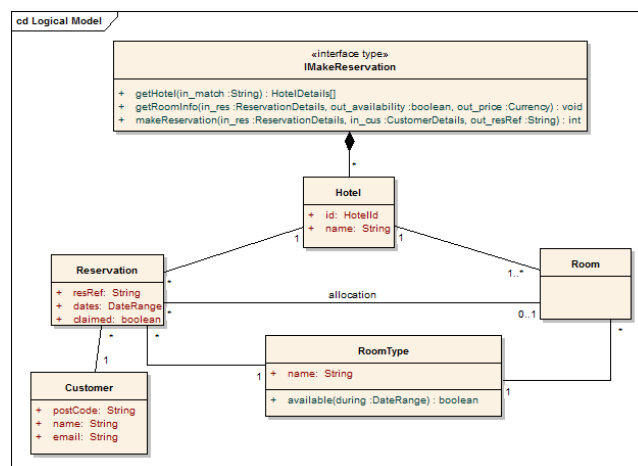 cd Logical Model
«interface type»
IMakeReservation
+ getHotel(in_match :String) : HotelDetails[]
+ getRoomInfo(in_res :ReservationDetails, out_availability :boolean, out_price :Currency) : void
+ makeReservation(in_res :ReservationDetails, in_cus :CustomerDetails, out_resRef :String) : int
*
Hotel
+ id: HotelId
+ name: String
1
1
Reservation
+ resRef: String
+ dates: DateRange
+ claimed: boolean
*
1..*
Room
allocation
*
0..1
*
*
*
RoomType
+ name: String
+ available(during :DateRange) : boolean
1
1
1
Customer
+ postCode: String
+ name: String
+ email: String